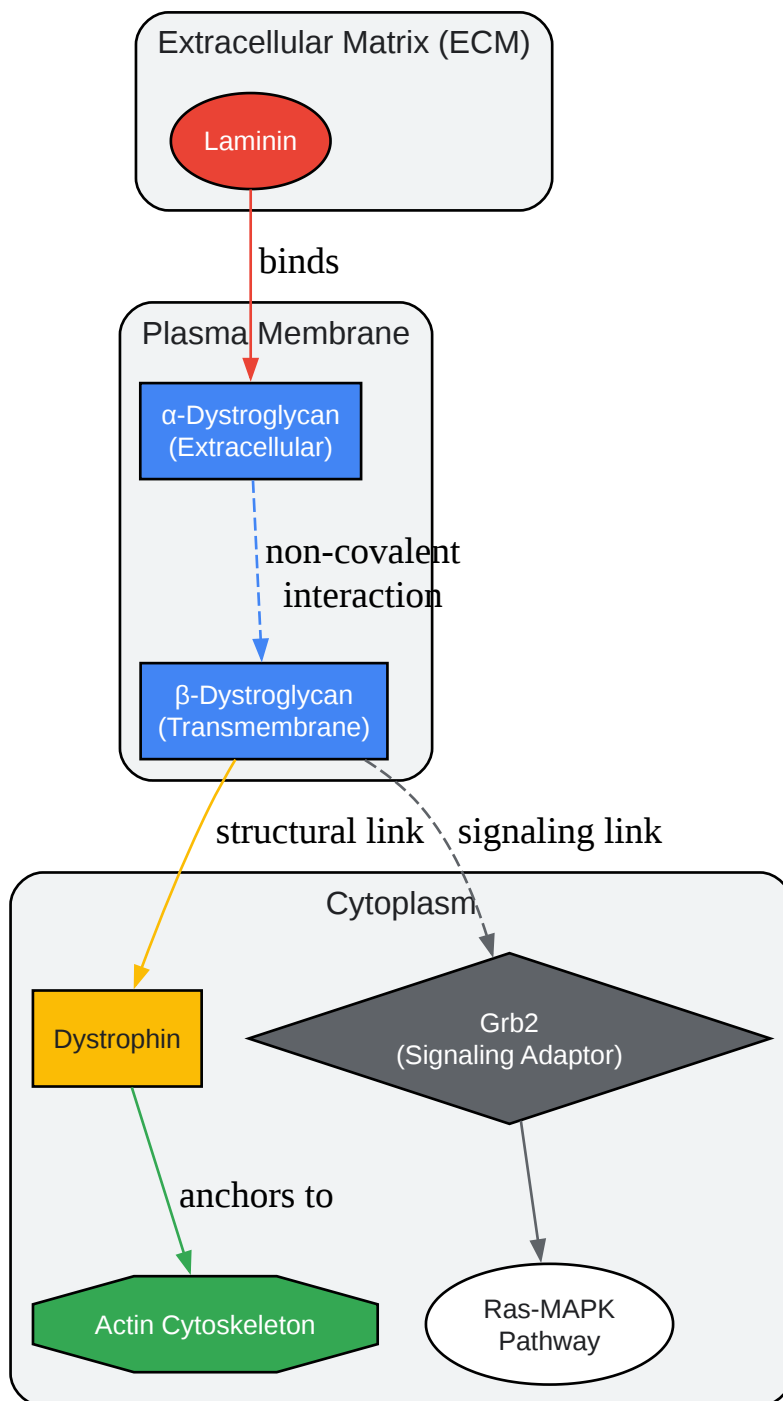 Extracellular Matrix (ECM)
Laminin
binds
Plasma Membrane
α-Dystroglycan
(Extracellular)
non-covalent
interaction
β-Dystroglycan
(Transmembrane)
structural link
signaling link
Cytoplasm
Dystrophin
Grb2
(Signaling Adaptor)
anchors to
Actin Cytoskeleton
Ras-MAPK
Pathway